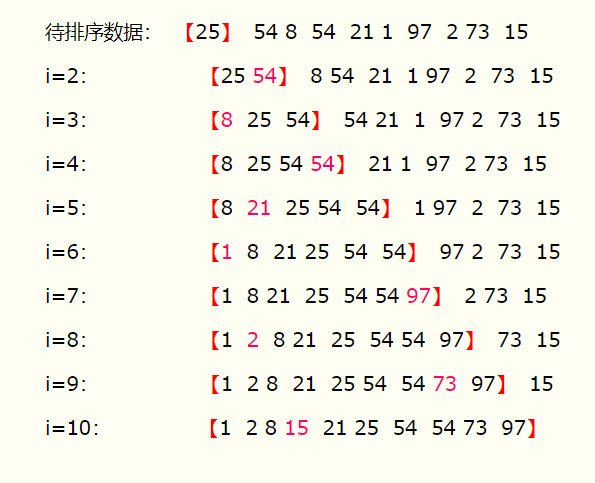 待排序数据： 【25】 54 8 54 21 1 97 2 73 15
i=2: 【25 54】 8 54 21 1 97 2 73 15
i=3: 【8 25 54】 54 21 1 97 2 73 15
i=4: 【8 25 54 54】 21 1 97 2 73 15
i=5: 【8 21 25 54 54】 1 97 2 73 15
i=6: 【1 8 21 25 54 54】 97 2 73 15
i=7: 【1 8 21 25 54 54 97】 2 73 15
i=8: 【1 2 8 21 25 54 54 97】 73 15
i=9: 【1 2 8 21 25 54 54 73 97】 15
i=10: 【1 2 8 15 21 25 54 54 73 97】